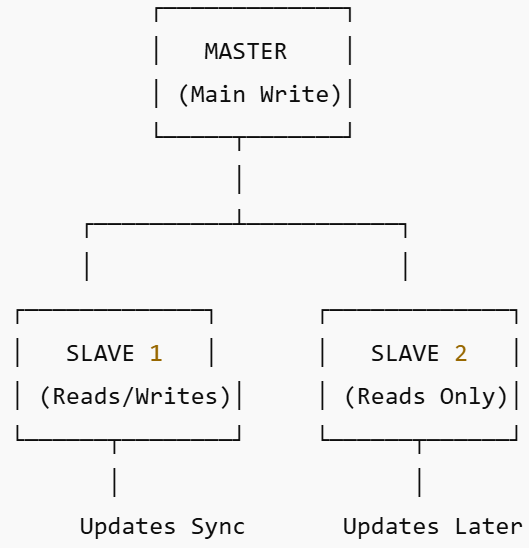 MASTER
(Main Write)
SLAVE 1
SLAVE 2
(Reads/Writes)
(Reads Only)
Updates Sync
Updates Later